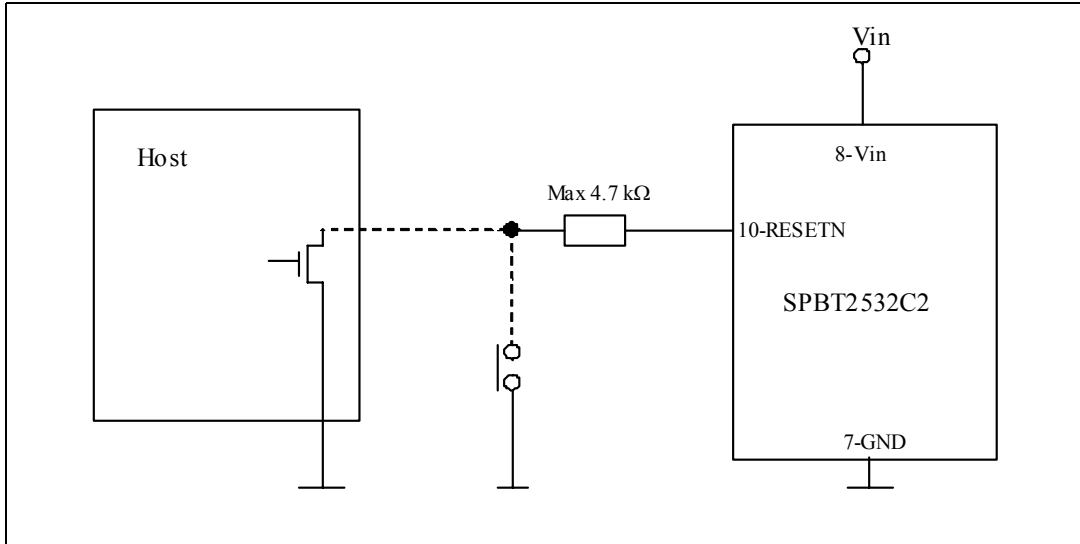 Vin
Host
8-Vin
Max 4.7 kΩ
10-RESETN
SPBT2532C2
7-GND